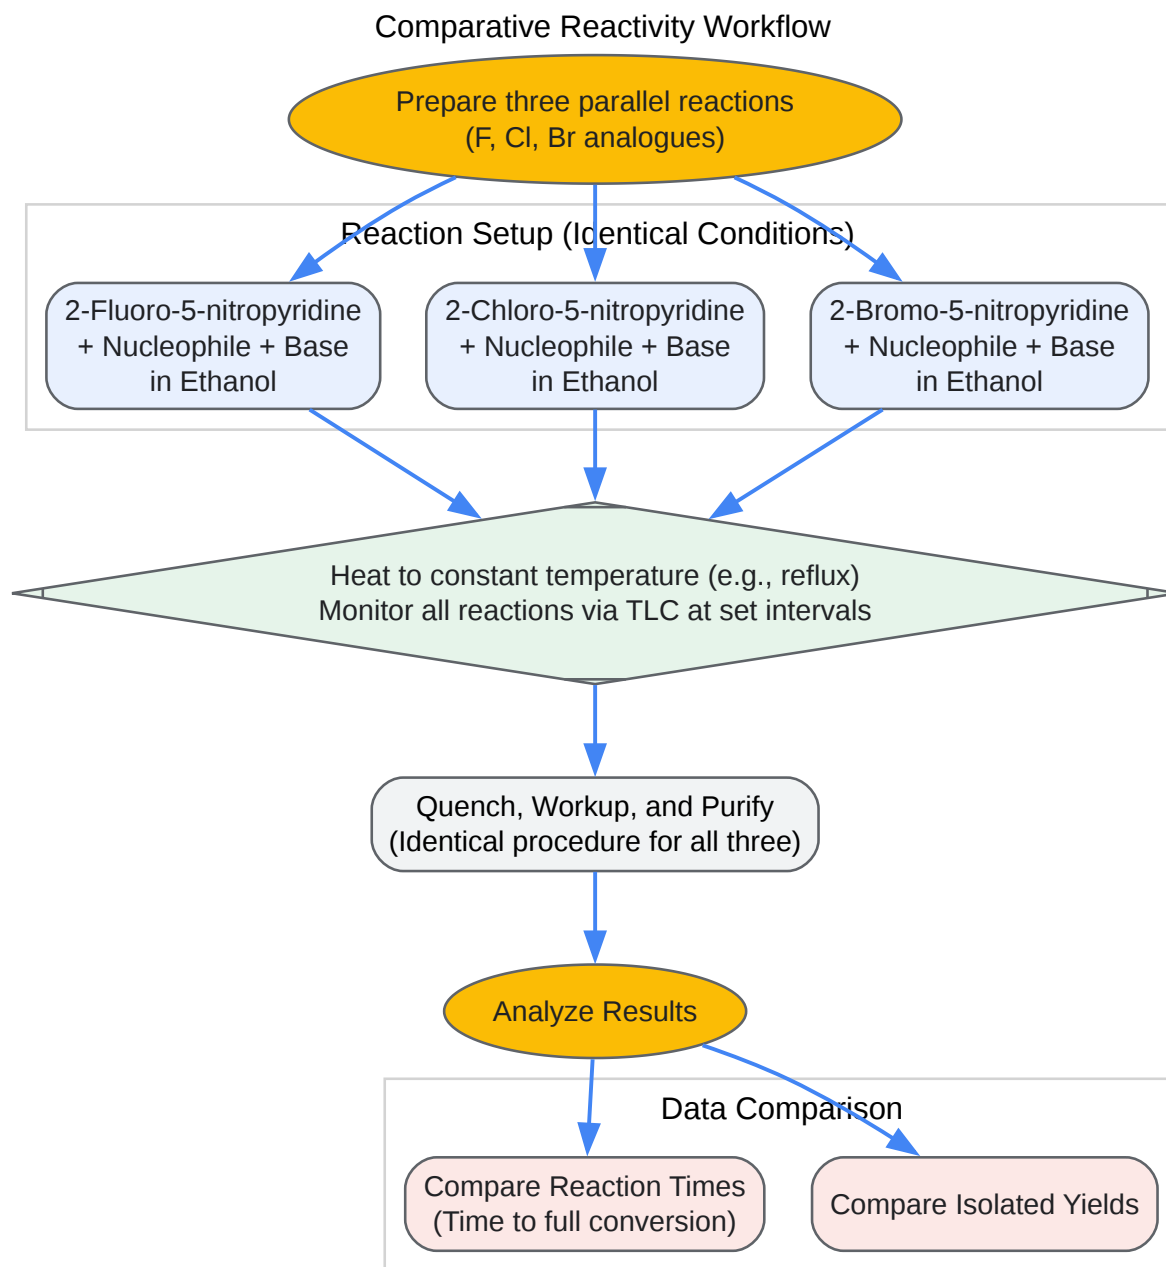 Comparative Reactivity Workflow
Prepare three parallel reactions
(F, Cl, Br analogues)
Reaction Setup (Identical Conditions)
2-Fluoro-5-nitropyridine
+ Nucleophile + Base
in Ethanol
2-Chloro-5-nitropyridine
+ Nucleophile + Base
in Ethanol
2-Bromo-5-nitropyridine
+ Nucleophile + Base
in Ethanol
Heat to constant temperature (e.g., reflux)
Monitor all reactions via TLC at set intervals
Quench, Workup, and Purify
(Identical procedure for all three)
Analyze Results
Data Comparison
Compare Reaction Times
(Time to full conversion)
Compare Isolated Yields